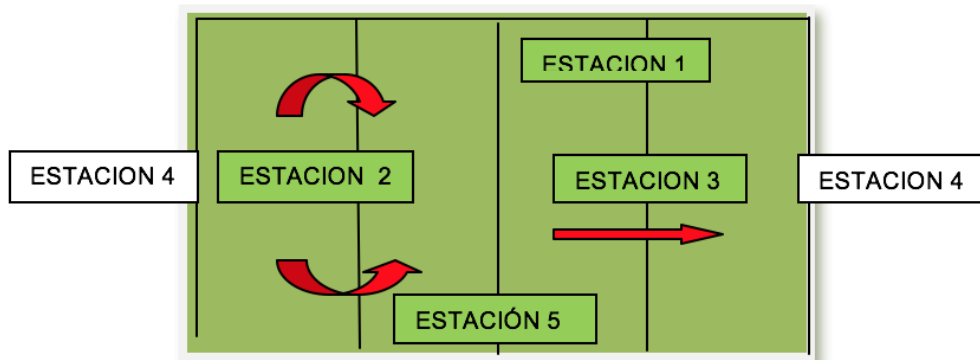 ESTACION 1
ESTACION 4
ESTACION 2
ESTACION 3
ESTACION 4
ESTACIÓN 5